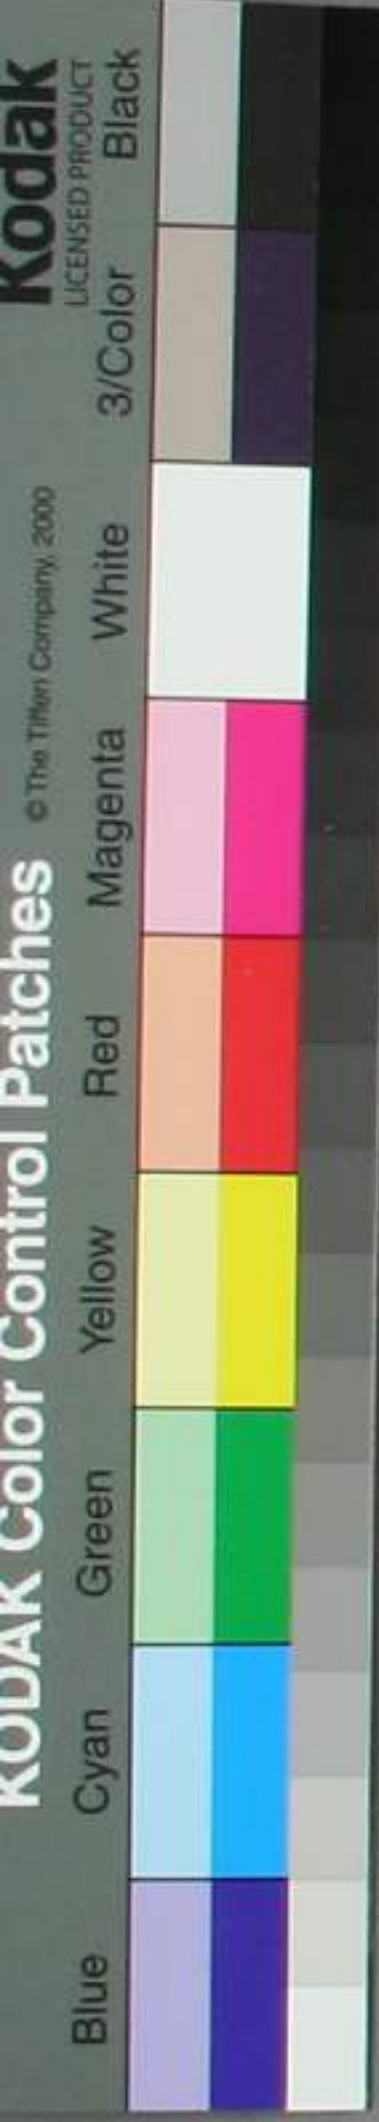 KODAK Color Control Patches © The Tiffen Company, 2000
Kodak
LICENSED PRODUCT
Blue Cyan Green Yellow Red Magenta White 3/Color Black